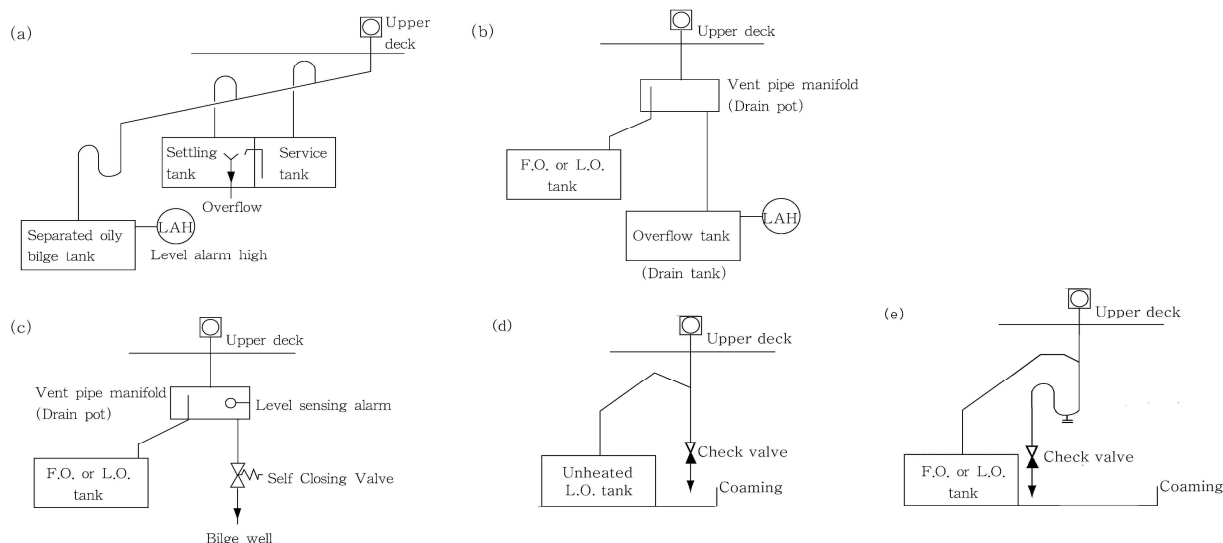 (a)
Upper
deck
Settling
tank
Service
tank
Overflow
LAH
Separated oily
bilge tank
Level alarm high
(b)
Upper deck
Vent pipe manifold
(Drain pot)
F.O. or L.O.
tank
LAH
Overflow tank
(Drain tank)
(c)
Upper deck
Vent pipe manifold
(Drain pot)
Level sensing alarm
F.O. or L.O.
tank
Self Closing Valve
Bilge well
(d)
Upper deck
Check valve
Unheated
L.O. tank
Coaming
(e)
Upper deck
Check valve
F.O. or L.O.
tank
Coaming